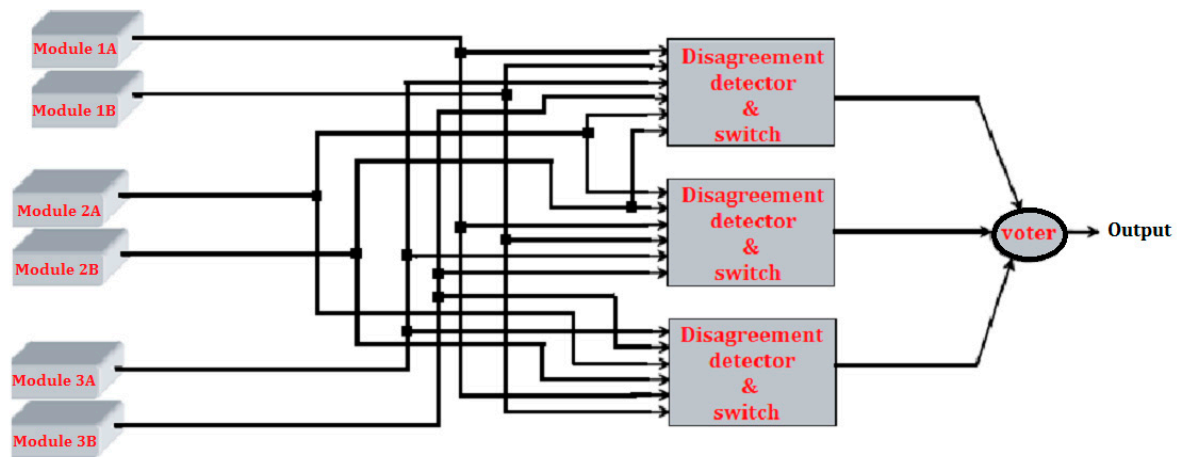 Module 1A
Module 1B
Module 2A
Module 2B
Module 3A
Module 3B
Disagreement
detector
&
switch
Disagreement
detector
&
switch
Disagreement
detector
&
switch
voter
Output